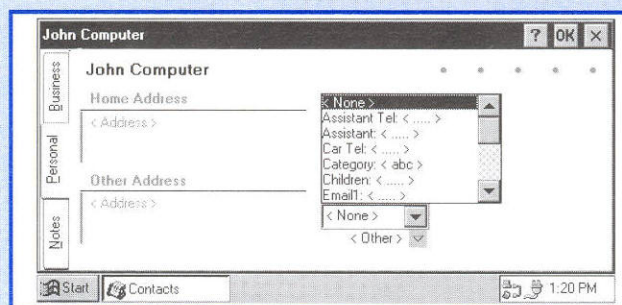 John Computer ? OK ×
Business
Personal
Notes
John Computer
Home Address
< Address >
Other Address
< Address >
< None >
Assistant Tel: < ..... >
Assistant: < ..... >
Car Tel: < ..... >
Category: < abc >
Children: < ..... >
Email1: < ..... >
< None >
< Other >
Start Contacts 1:20 PM